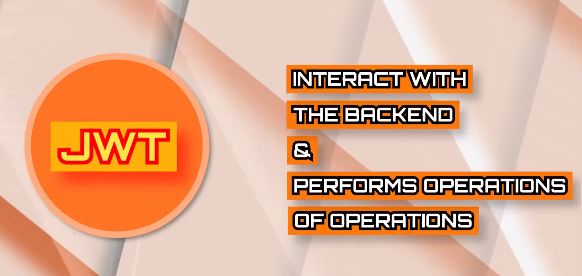 JWT
INTERACT WITH
THE BACKEND
&
PERFORMS OPERATIONS
OF OPERATIONS